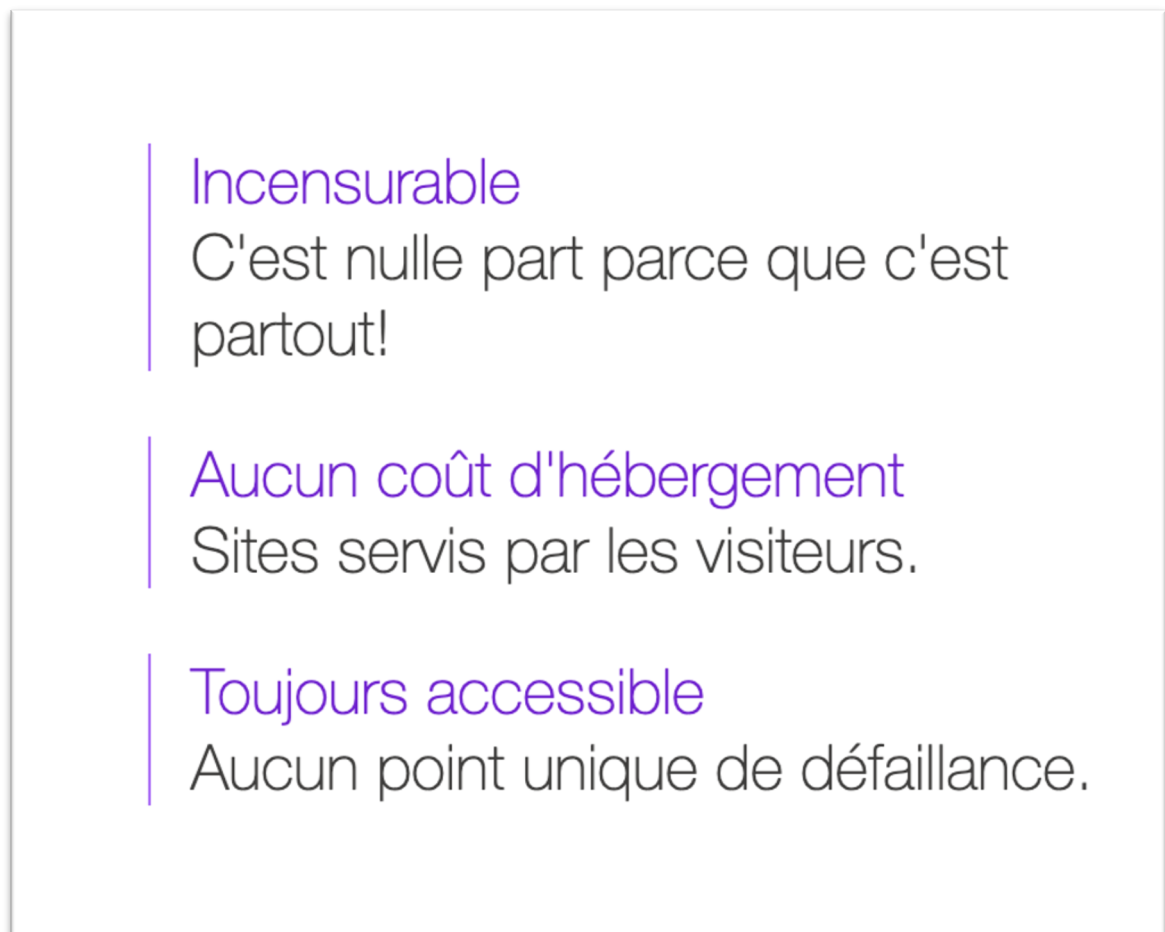 Incensurable
C'est nulle part parce que c'est
partout!
Aucun coût d'hébergement
Sites servis par les visiteurs.
Toujours accessible
Aucun point unique de défaillance.